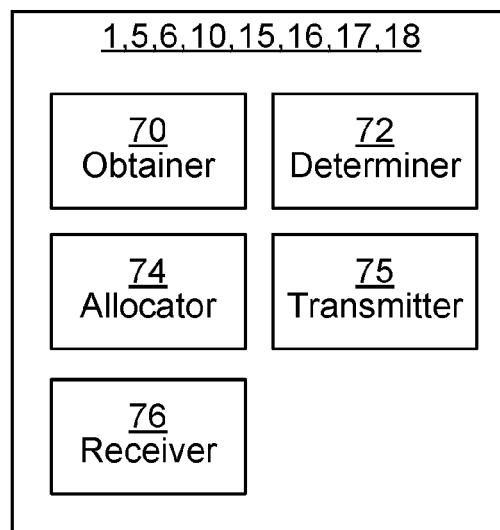 1,5,6,10,15,16,17,18
70
Obtainer
72
Determiner
74
Allocator
75
Transmitter
76
Receiver